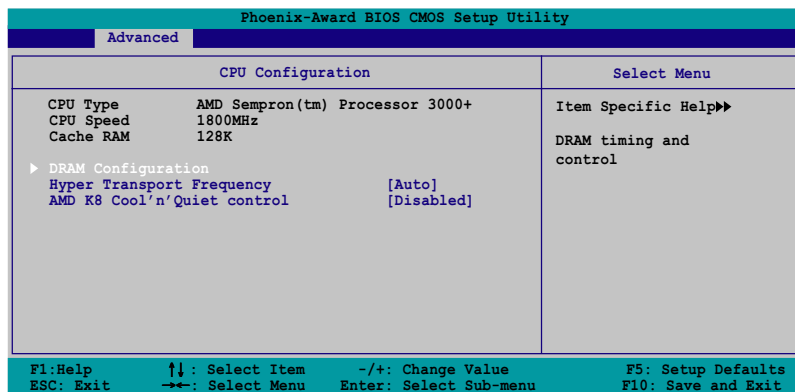 Phoenix-Award BIOS CMOS Setup Utility
Advanced
CPU Configuration
Select Menu
CPU Type AMD Sempron(tm) Processor 3000+
CPU Speed 1800MHz
Cache RAM 128K
DRAM Configuration
Hyper Transport Frequency [Auto]
AMD K8 Cool'n'Quiet control [Disabled]
Item Specific Help
DRAM timing and
control
F1:Help ↑↓: Select Item -/+: Change Value F5: Setup Defaults
ESC: Exit →←: Select Menu Enter: Select Sub-menu F10: Save and Exit